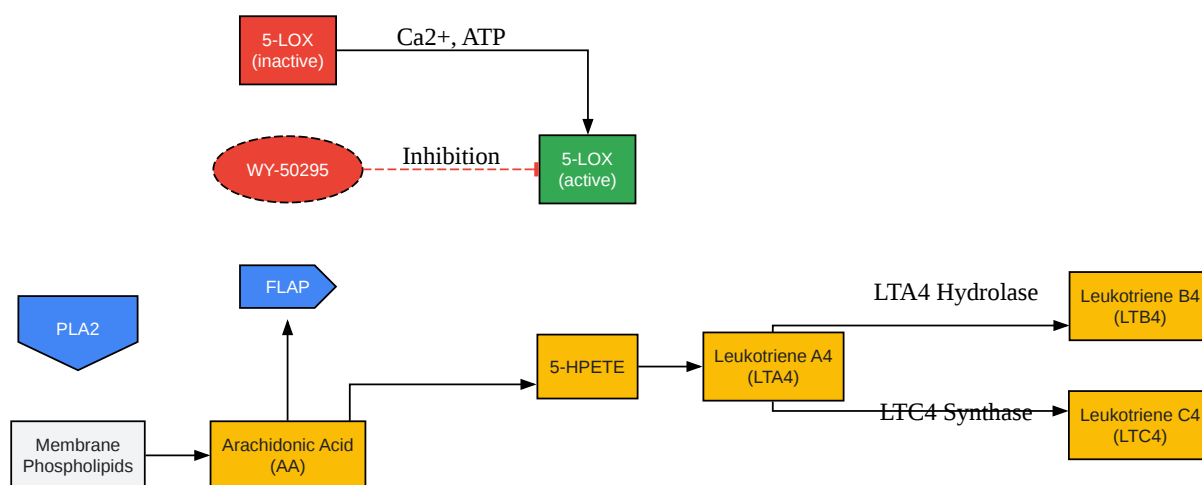 5-LOX
(inactive)
Ca2+, ATP
WY-50295
Inhibition
5-LOX
(active)
FLAP
PLA2
LTA4 Hydrolase
Leukotriene B4
(LTB4)
5-HPETE
Leukotriene A4
(LTA4)
LTC4 Synthase
Leukotriene C4
(LTC4)
Membrane
Phospholipids
Arachidonic Acid
(AA)